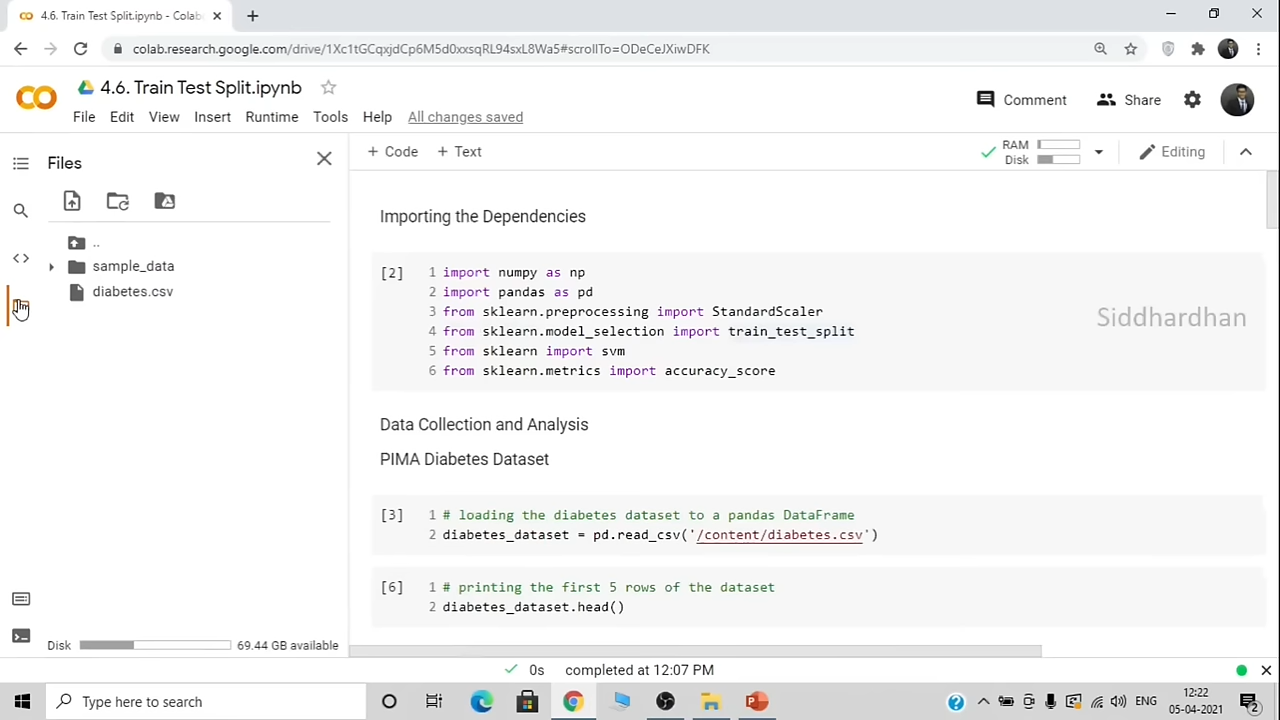 4.6. Train Test Split.ipynb - Colab
colab.research.google.com/drive/1Xc1tGCqxjdCp6M5d0xxsqRL94sxL8Wa5#scrollTo=ODeCeJXiwDFK
4.6. Train Test Split.ipynb
Comment
Share
File Edit View Insert Runtime Tools Help All changes saved
Files
+ Code + Text
RAM
Disk
Editing
..
sample_data
diabetes.csv
Importing the Dependencies
[2] 1 import numpy as np
2 import pandas as pd
3 from sklearn.preprocessing import StandardScaler
4 from sklearn.model_selection import train_test_split
5 from sklearn import svm
6 from sklearn.metrics import accuracy_score
Siddhardhan
Data Collection and Analysis
PIMA Diabetes Dataset
[3] 1 # loading the diabetes dataset to a pandas DataFrame
2 diabetes_dataset = pd.read_csv('/content/diabetes.csv')
[6] 1 # printing the first 5 rows of the dataset
2 diabetes_dataset.head()
Disk 69.44 GB available
0s completed at 12:07 PM
Type here to search
ENG
12:22
05-04-2021
2